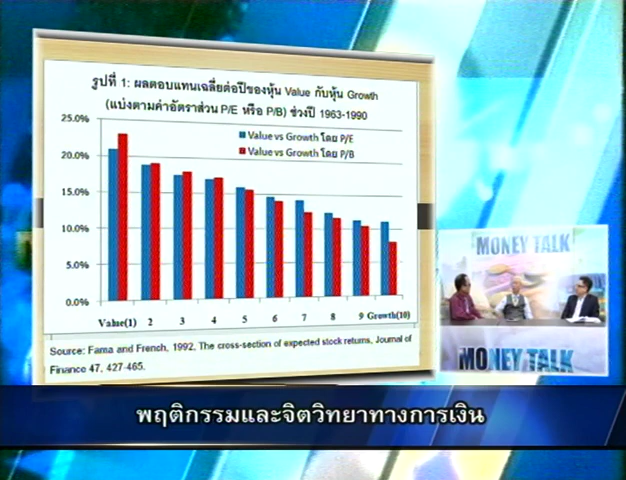 รูปที่ 1: ผลตอบแทนเฉลี่ยต่อปีของหุ้น Value กับหุ้น Growth
(แบ่งตามค่าอัตราส่วน P/E หรือ P/B) ช่วงปี 1963-1990
25.0%
20.0%
15.0%
10.0%
5.0%
0.0%
Value vs Growth โดย P/E
Value vs Growth โดย P/B
Value(1) 2 3 4 5 6 7 8 9 Growth(10)
Source: Fama and French, 1992, The cross-section of expected stock returns, Journal of
Finance 47, 427-465.
MONEY TALK
MONEY TALK
พฤติกรรมและจิตวิทยาทางการเงิน